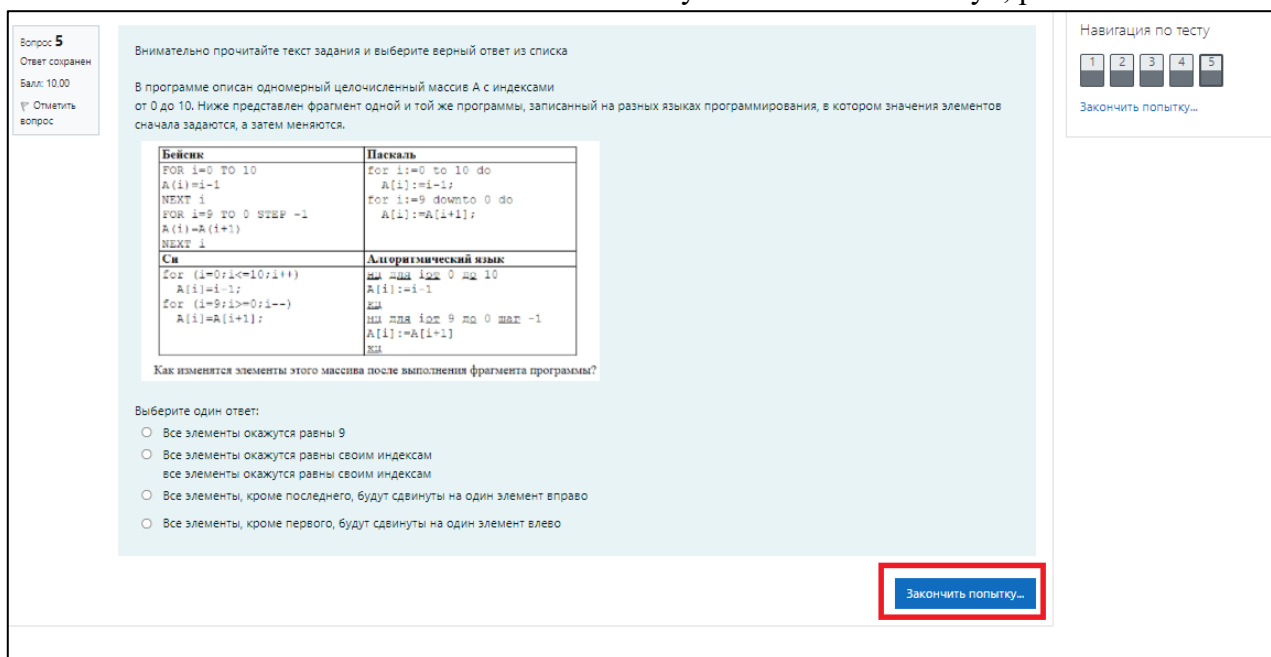 Вопрос 5
Ответ сохранен
Балл: 10,00
Отметить вопрос
Внимательно прочитайте текст задания и выберите верный ответ из списка
В программе описан одномерный целочисленный массив А с индексами
от 0 до 10. Ниже представлен фрагмент одной и той же программы, записанный на разных языках программирования, в котором значения элементов
сначала задаются, а затем меняются.
Бейсик
FOR i=0 TO 10
A(i)=i-1
NEXT i
FOR i=9 TO 0 STEP -1
A(i)=A(i+1)
NEXT i
Паскаль
for i:=0 to 10 do
A[i]:=i-1;
for i:=9 downto 0 do
A[i]:=A[i+1];
Си
for (i=0;i<=10;i++)
A[i]=i-1;
for (i=9;i>=0;i--)
A[i]=A[i+1];
Алгоритмический язык
нц для iот 0 до 10
A[i]:=i-1
кц
нц для iот 9 до 0 шаг -1
A[i]:=A[i+1]
кц
Как изменятся элементы этого массива после выполнения фрагмента программы?
Выберите один ответ:
Все элементы окажутся равны 9
Все элементы окажутся равны своим индексам
все элементы окажутся равны своим индексам
Все элементы, кроме последнего, будут сдвинуты на один элемент вправо
Все элементы, кроме первого, будут сдвинуты на один элемент влево
Закончить попытку...
Навигация по тесту
1 2 3 4 5
Закончить попытку...